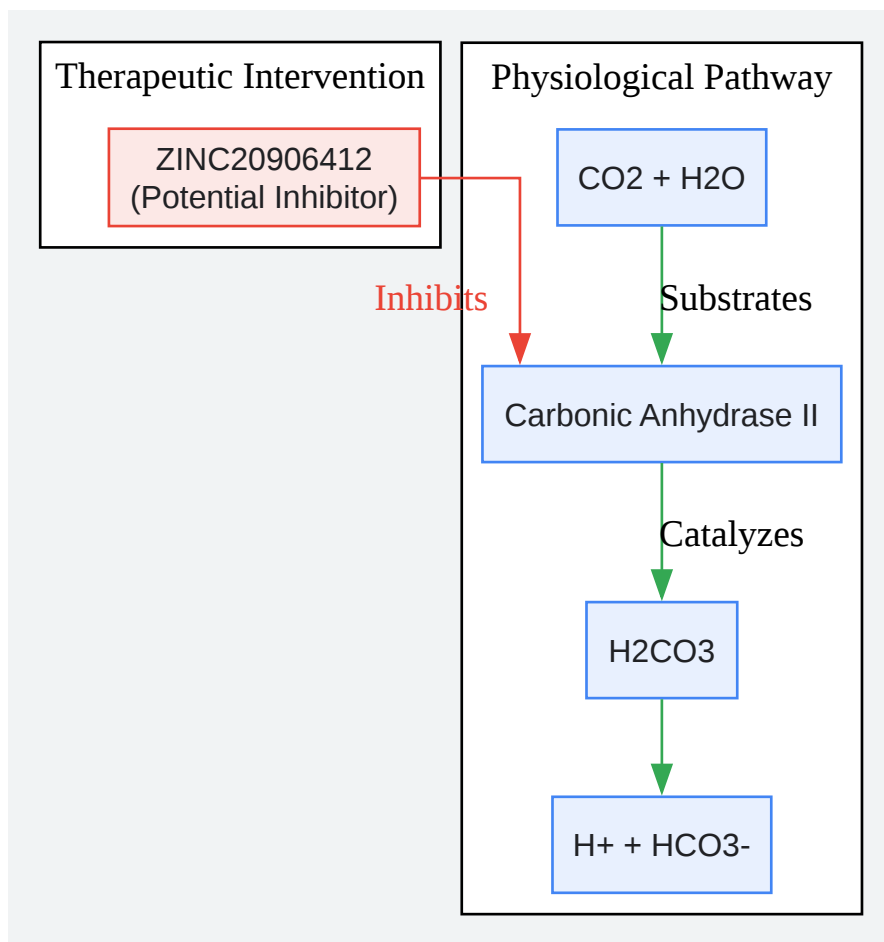 Therapeutic Intervention
ZINC20906412
(Potential Inhibitor)
Inhibits
Physiological Pathway
CO2 + H2O
Substrates
Carbonic Anhydrase II
Catalyzes
H2CO3
H+ + HCO3-